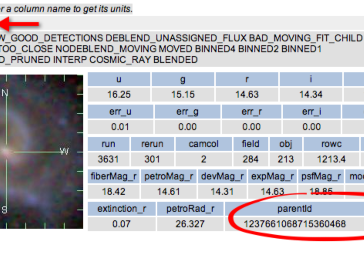 r a column name to get its units.
W_GOOD_DETECTIONS DEBLEND_UNASSIGNED_FLUX BAD_MOVING_FIT_CHILD
TOO_CLOSE NODEBLEND_MOVING MOVED BINNED4 BINNED2 BINNED1
D_PRUNED INTERP COSMIC_RAY BLENDED
u g r i
16.25 15.15 14.63 14.34
err_u err_g err_r err_i
0.01 0.00 0.00 0.00
run rerun camcol field obj rowc
3631 301 2 284 213 1213.4
fiberMag_r petroMag_r devMag_r expMag_r psfMag_r mod
18.42 14.61 14.31 14.63 18.85
extinction_r petroRad_r parentId
0.07 26.327 1237661068715360468
N
W
S